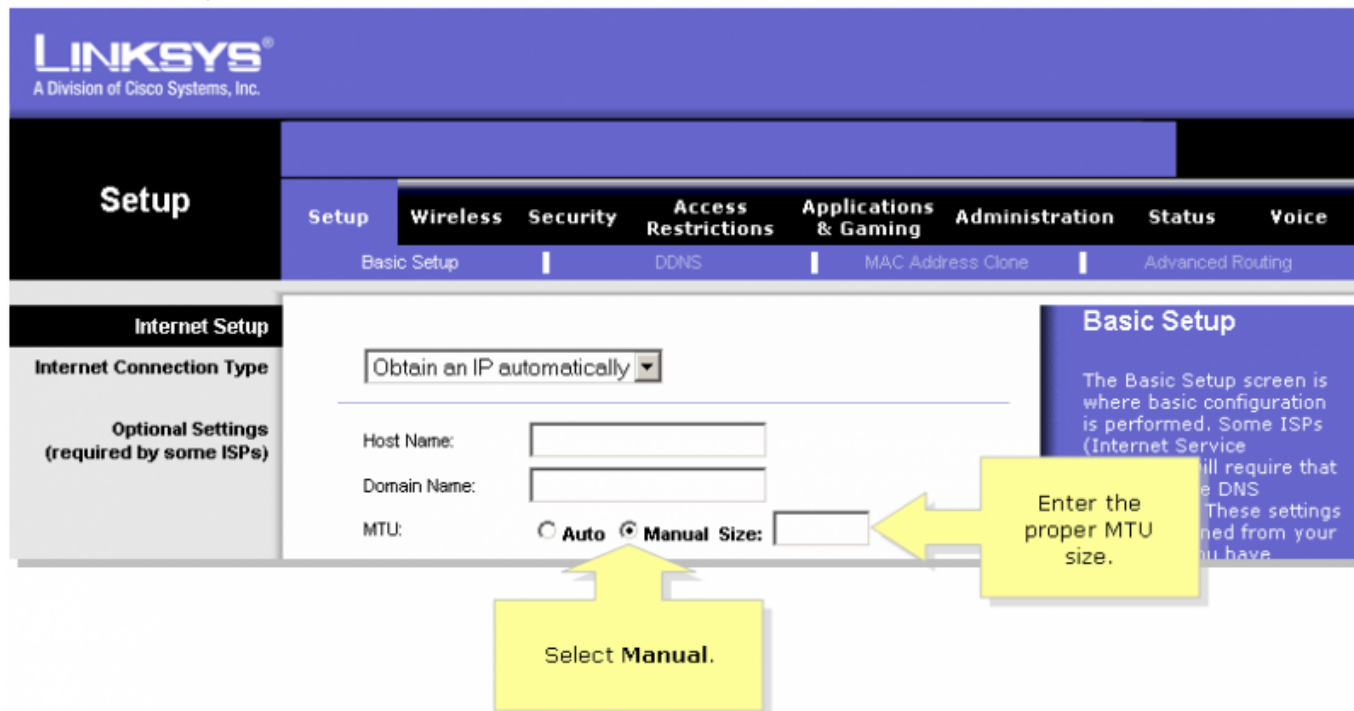 LINKSYS®
A Division of Cisco Systems, Inc.
Setup
Setup
Wireless
Security
Access
Restrictions
Applications
& Gaming
Administration
Status
Voice
Basic Setup
DDNS
MAC Address Clone
Advanced Routing
Internet Setup
Internet Connection Type
Obtain an IP automatically
Optional Settings
(required by some ISPs)
Host Name:
Domain Name:
MTU:
Auto
Manual Size:
Basic Setup
The Basic Setup screen is
where basic configuration
is performed. Some ISPs
(Internet Service
require that
DNS
These settings
from your
have
Enter the
proper MTU
size.
Select Manual.